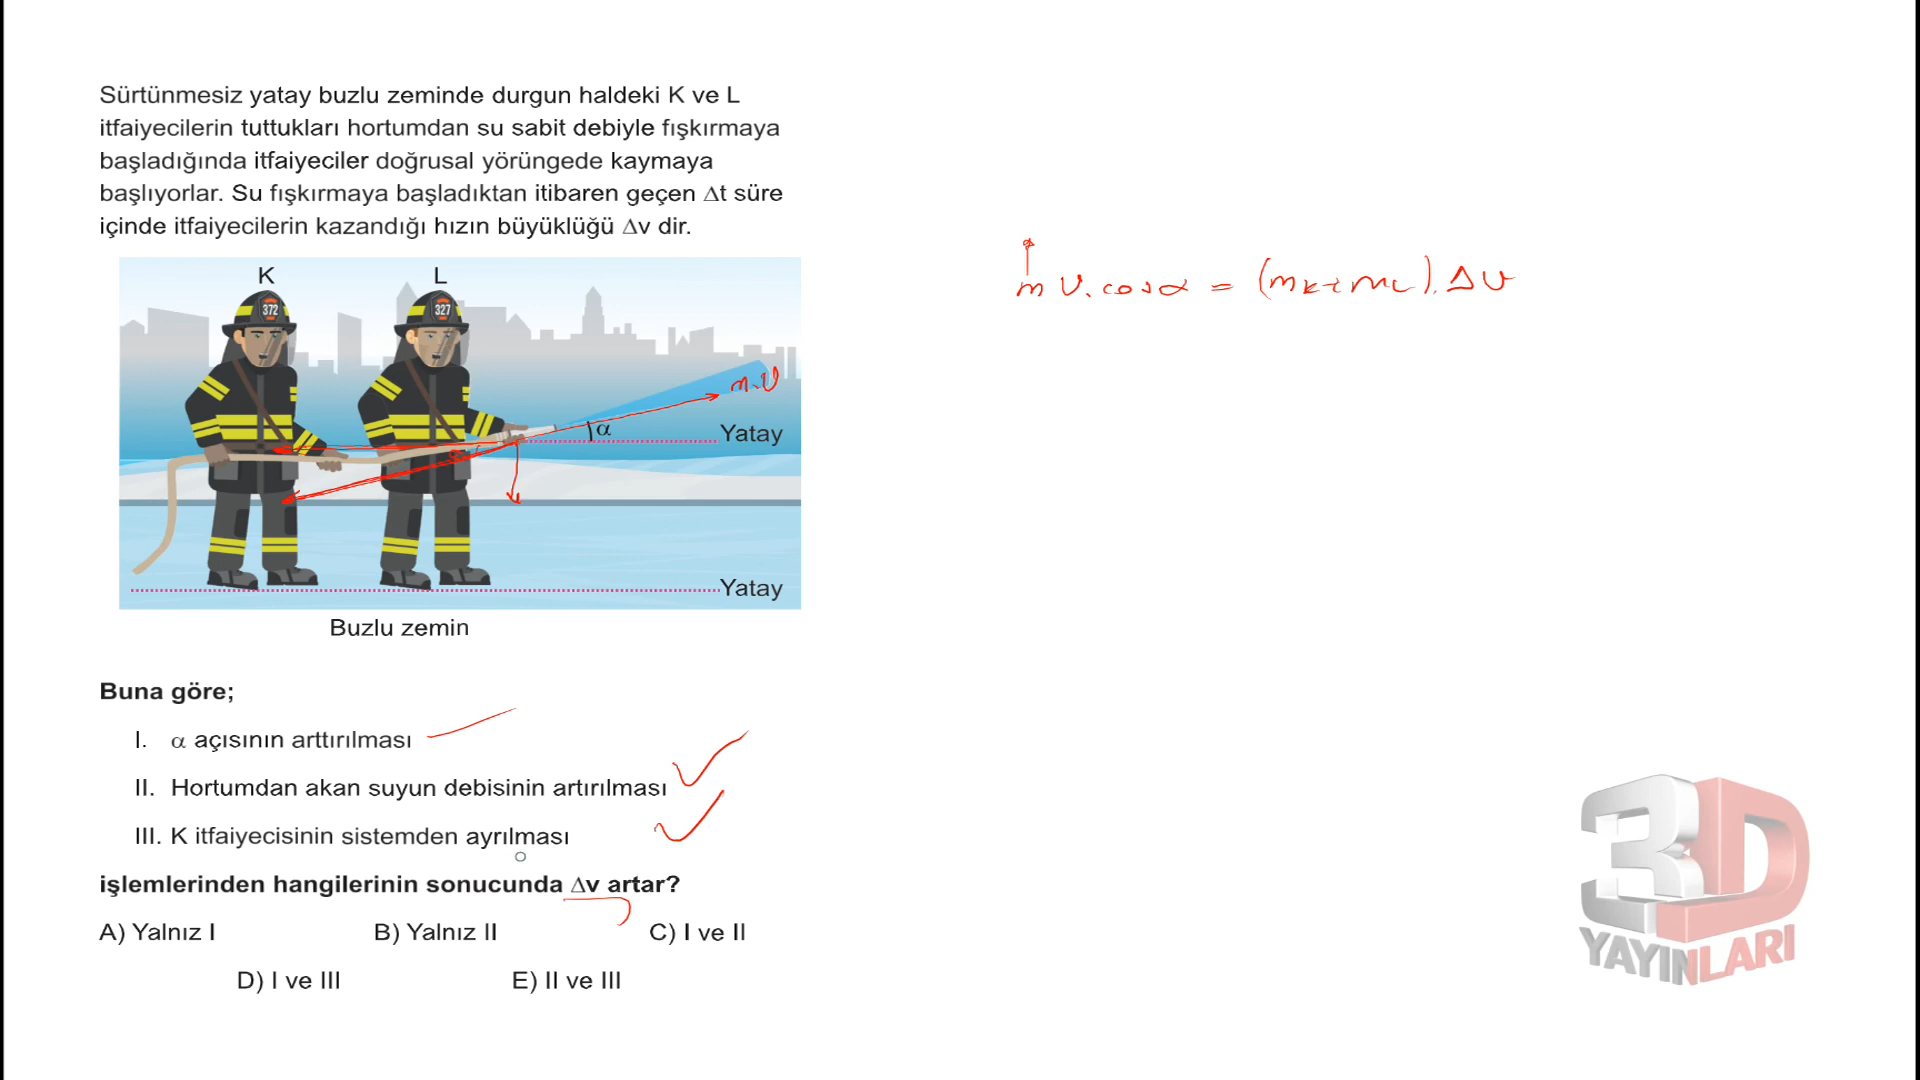 Sürtünmesiz yatay buzlu zeminde durgun haldeki K ve L
itfaiyecilerin tuttukları hortumdan su sabit debiyle fışkırmaya
başladığında itfaiyeciler doğrusal yörüngede kaymaya
başlıyorlar. Su fışkırmaya başladıktan itibaren geçen Δt süre
içinde itfaiyecilerin kazandığı hızın büyüklüğü Δv dir.
K L
372 327
m.v
α
Yatay
Yatay
Buzlu zemin
m v.cosα = (mK+mL).Δv
Buna göre;
I. α açısının arttırılması
II. Hortumdan akan suyun debisinin artırılması
III. K itfaiyecisinin sistemden ayrılması
işlemlerinden hangilerinin sonucunda Δv artar?
A) Yalnız I B) Yalnız II C) I ve II
D) I ve III E) II ve III
3D
YAYINLARI